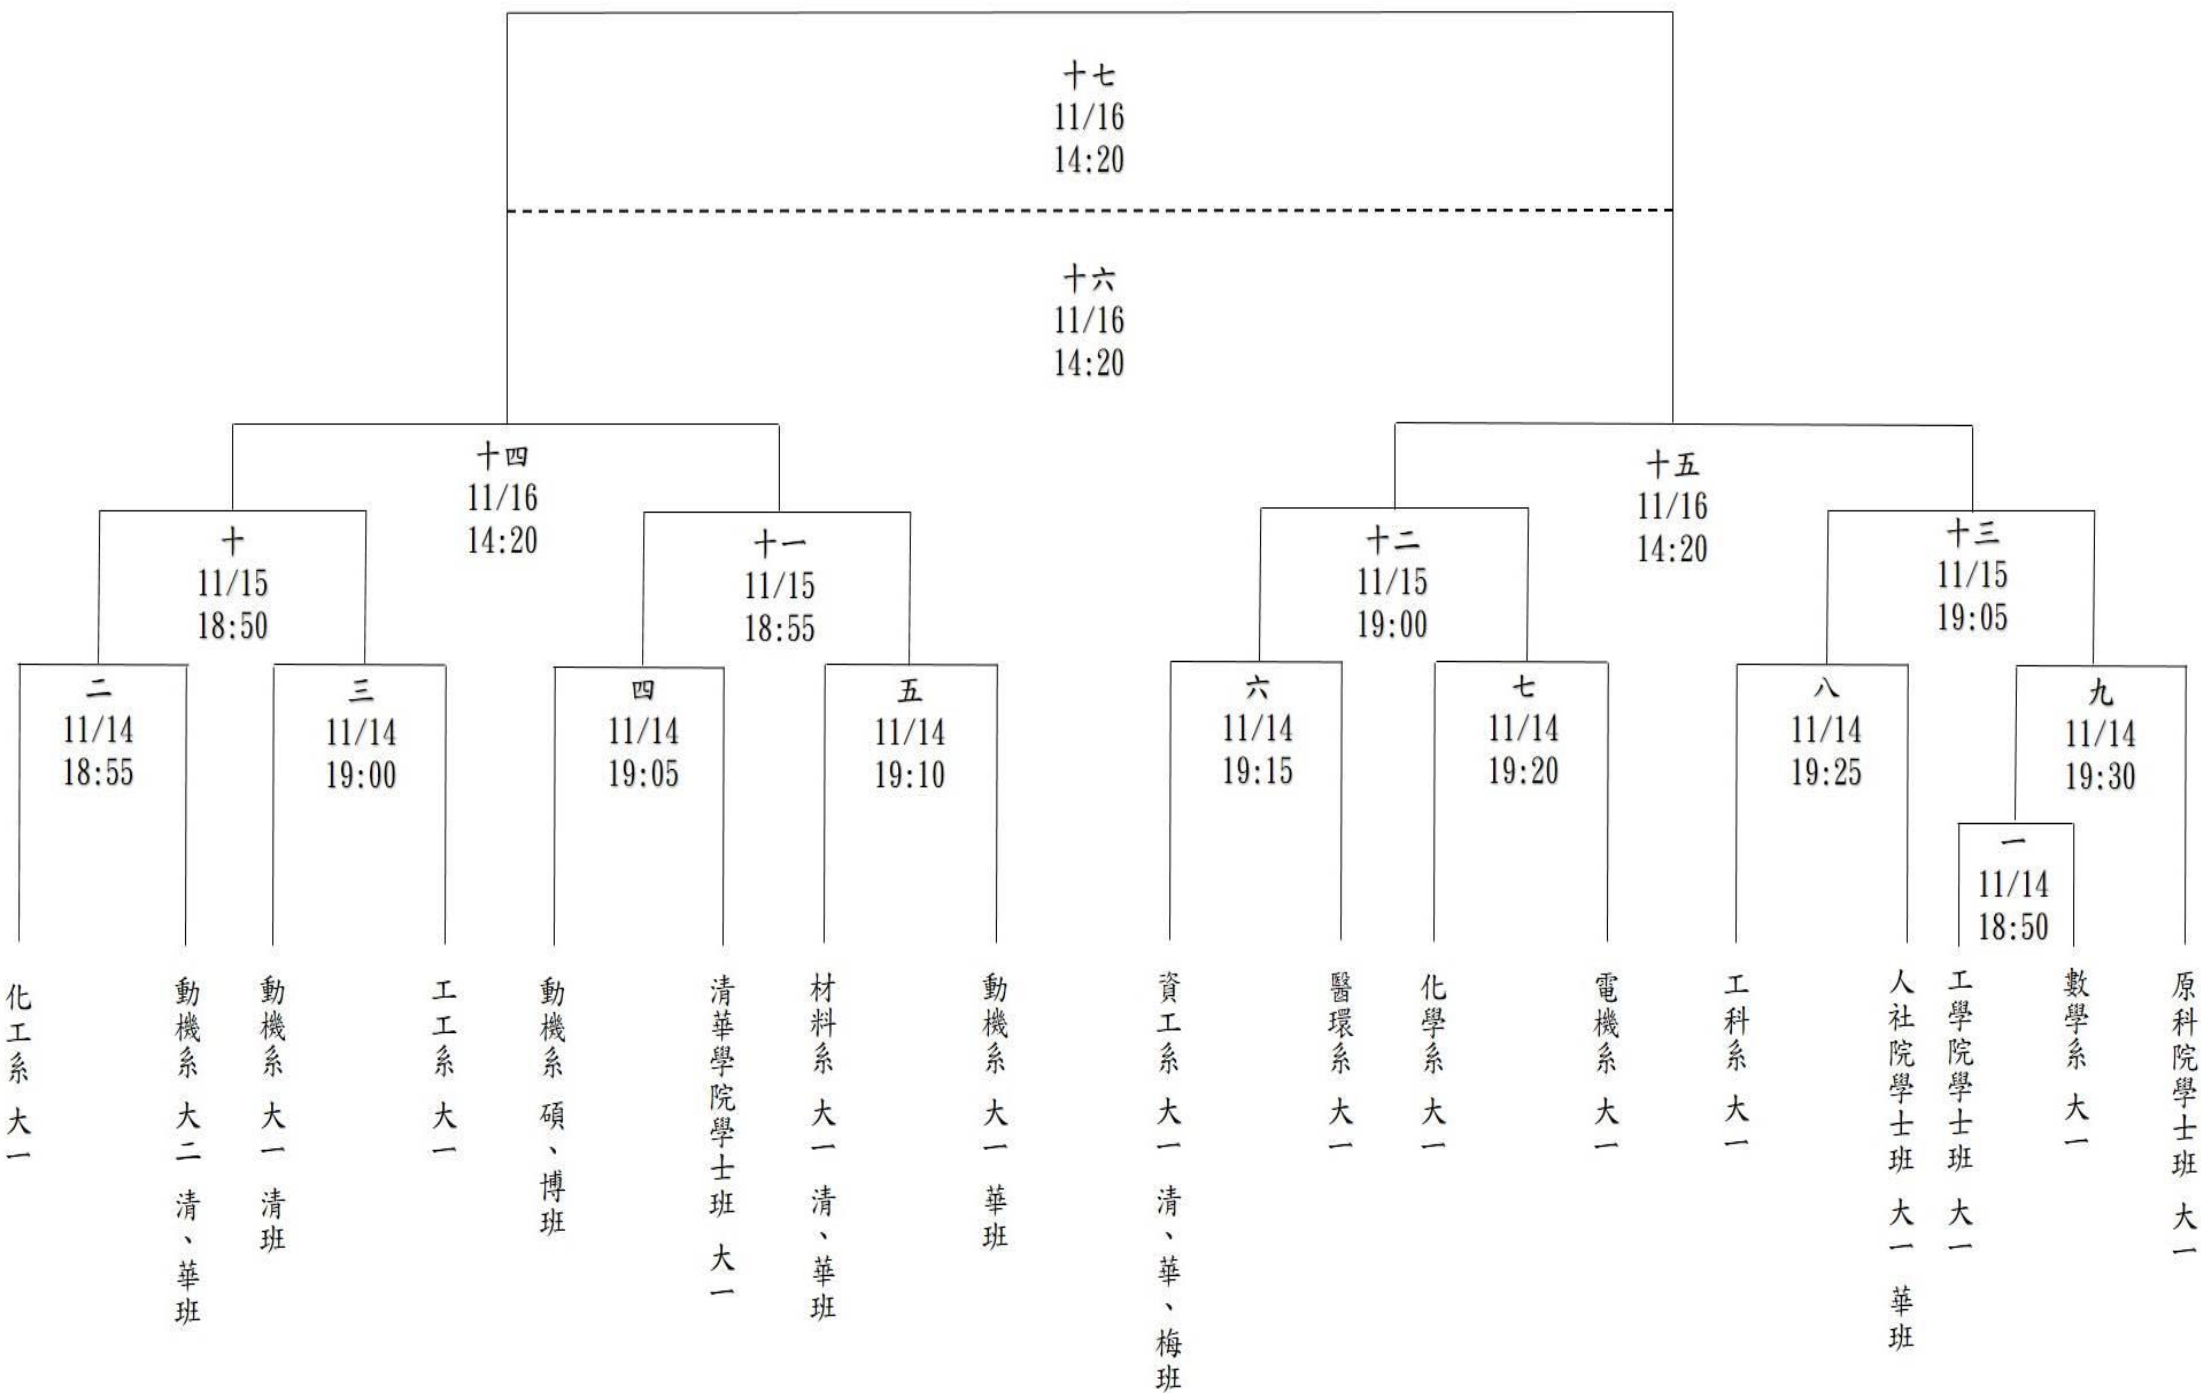 十七
11/16
14:20
十六
11/16
14:20
十四
11/16
14:20
十五
11/16
14:20
十
11/15
18:50
十一
11/15
18:55
十二
11/15
19:00
十三
11/15
19:05
二
11/14
18:55
三
11/14
19:00
四
11/14
19:05
五
11/14
19:10
六
11/14
19:15
七
11/14
19:20
八
11/14
19:25
九
11/14
19:30
一
11/14
18:50
化工系 大一
動機系 大二 清、華班
動機系 大一 清班
工工系 大一
動機系 碩、博班
清華學院學士班 大一
材料系 大一 清、華班
動機系 大一 華班
資工系 大一 清、華、梅班
醫環系 大一
化學系 大一
電機系 大一
工科系 大一
人社院學士班 大一 華班
工學院學士班 大一
數學系 大一
原科院學士班 大一